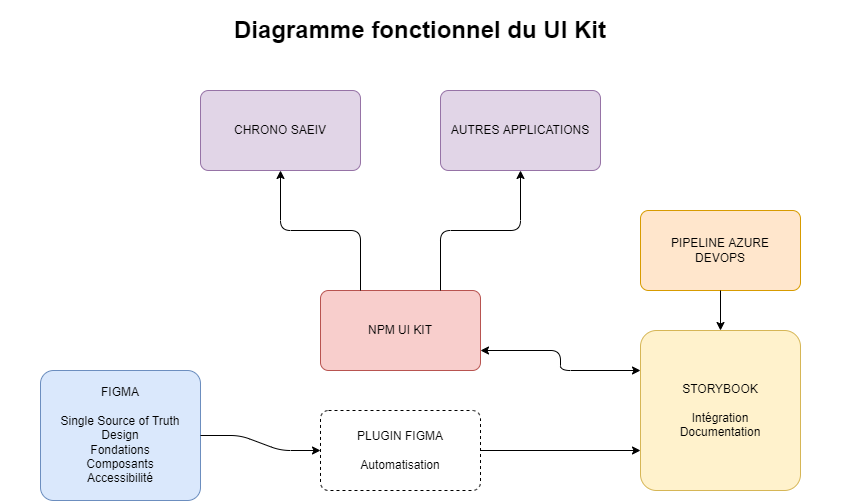 Diagramme fonctionnel du UI Kit
CHRONO SAEIV
AUTRES APPLICATIONS
PIPELINE AZURE
DEVOPS
NPM UI KIT
FIGMA
Single Source of Truth
Design
Fondations
Composants
Accessibilité
PLUGIN FIGMA
Automatisation
STORYBOOK
Intégration
Documentation